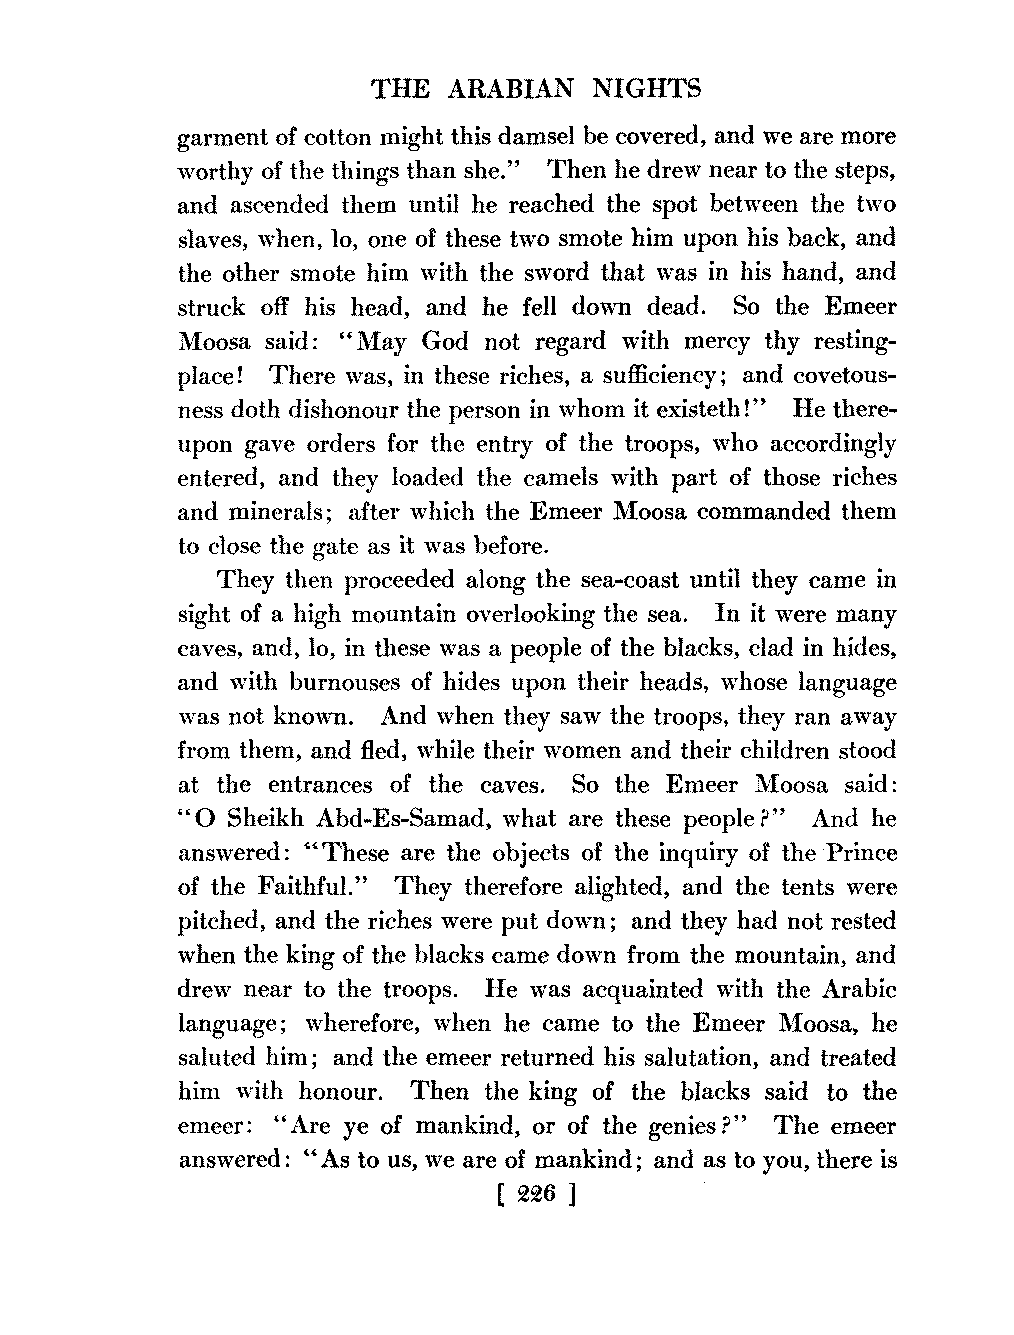 THE ARABIAN NIGHTS
garment of cotton might this damsel be covered, and we are more
worthy of the things than she." Then he drew near to the steps,
and ascended them until he reached the spot between the two
slaves, when, lo, one of these two smote him upon his back, and
the other smote him with the sword that was in his hand, and
struck off his head, and he fell down dead. So the Emeer
Moosa said: "May God not regard with mercy thy resting-
place! There was, in these riches, a sufficiency; and covetous-
ness doth dishonour the person in whom it existeth!" He there-
upon gave orders for the entry of the troops, who accordingly
entered, and they loaded the camels with part of those riches
and minerals; after which the Emeer Moosa commanded them
to close the gate as it was before.
They then proceeded along the sea-coast until they came in
sight of a high mountain overlooking the sea. In it were many
caves, and, lo, in these was a people of the blacks, clad in hides,
and with burnouses of hides upon their heads, whose language
was not known. And when they saw the troops, they ran away
from them, and fled, while their women and their children stood
at the entrances of the caves. So the Emeer Moosa said:
"O Sheikh Abd-Es-Samad, what are these people?" And he
answered: "These are the objects of the inquiry of the Prince
of the Faithful." They therefore alighted, and the tents were
pitched, and the riches were put down; and they had not rested
when the king of the blacks came down from the mountain, and
drew near to the troops. He was acquainted with the Arabic
language; wherefore, when he came to the Emeer Moosa, he
saluted him; and the emeer returned his salutation, and treated
him with honour. Then the king of the blacks said to the
emeer: "Are ye of mankind, or of the genies?" The emeer
answered: "As to us, we are of mankind; and as to you, there is
[ 226 ]